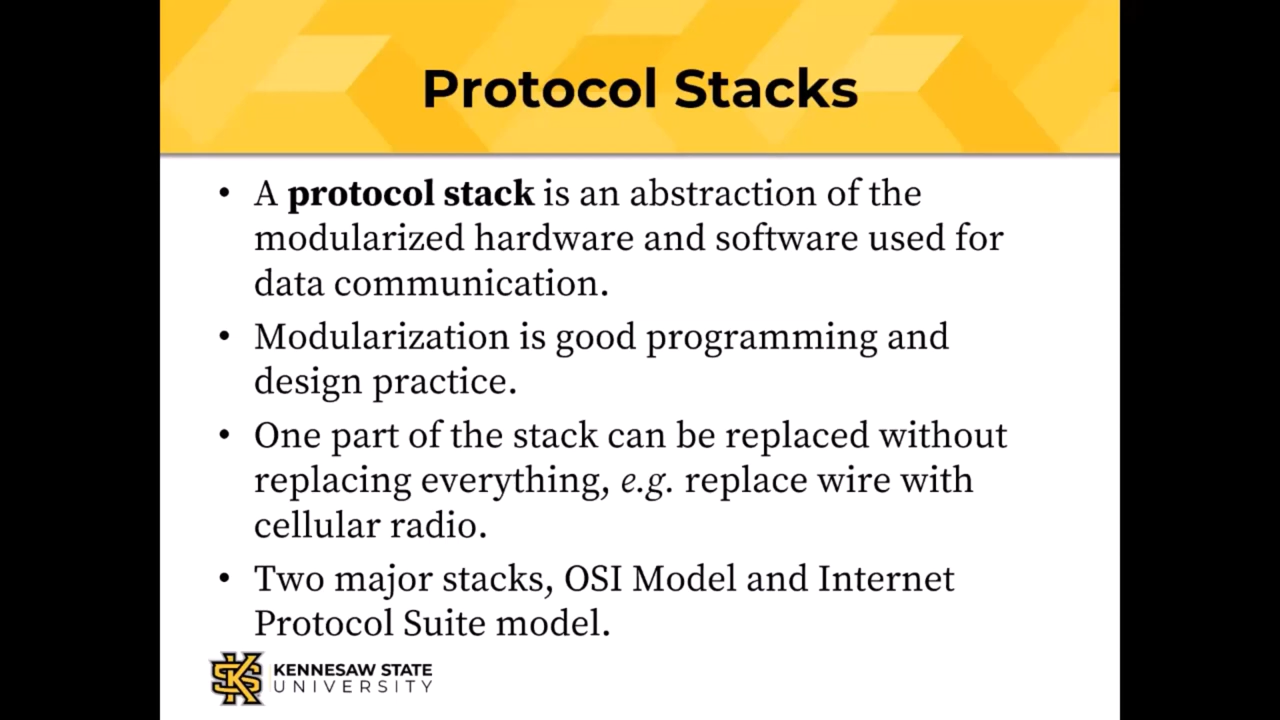 Protocol Stacks
• A protocol stack is an abstraction of the
modularized hardware and software used for
data communication.
• Modularization is good programming and
design practice.
• One part of the stack can be replaced without
replacing everything, e.g. replace wire with
cellular radio.
• Two major stacks, OSI Model and Internet
Protocol Suite model.
KENNESAW STATE
UNIVERSITY